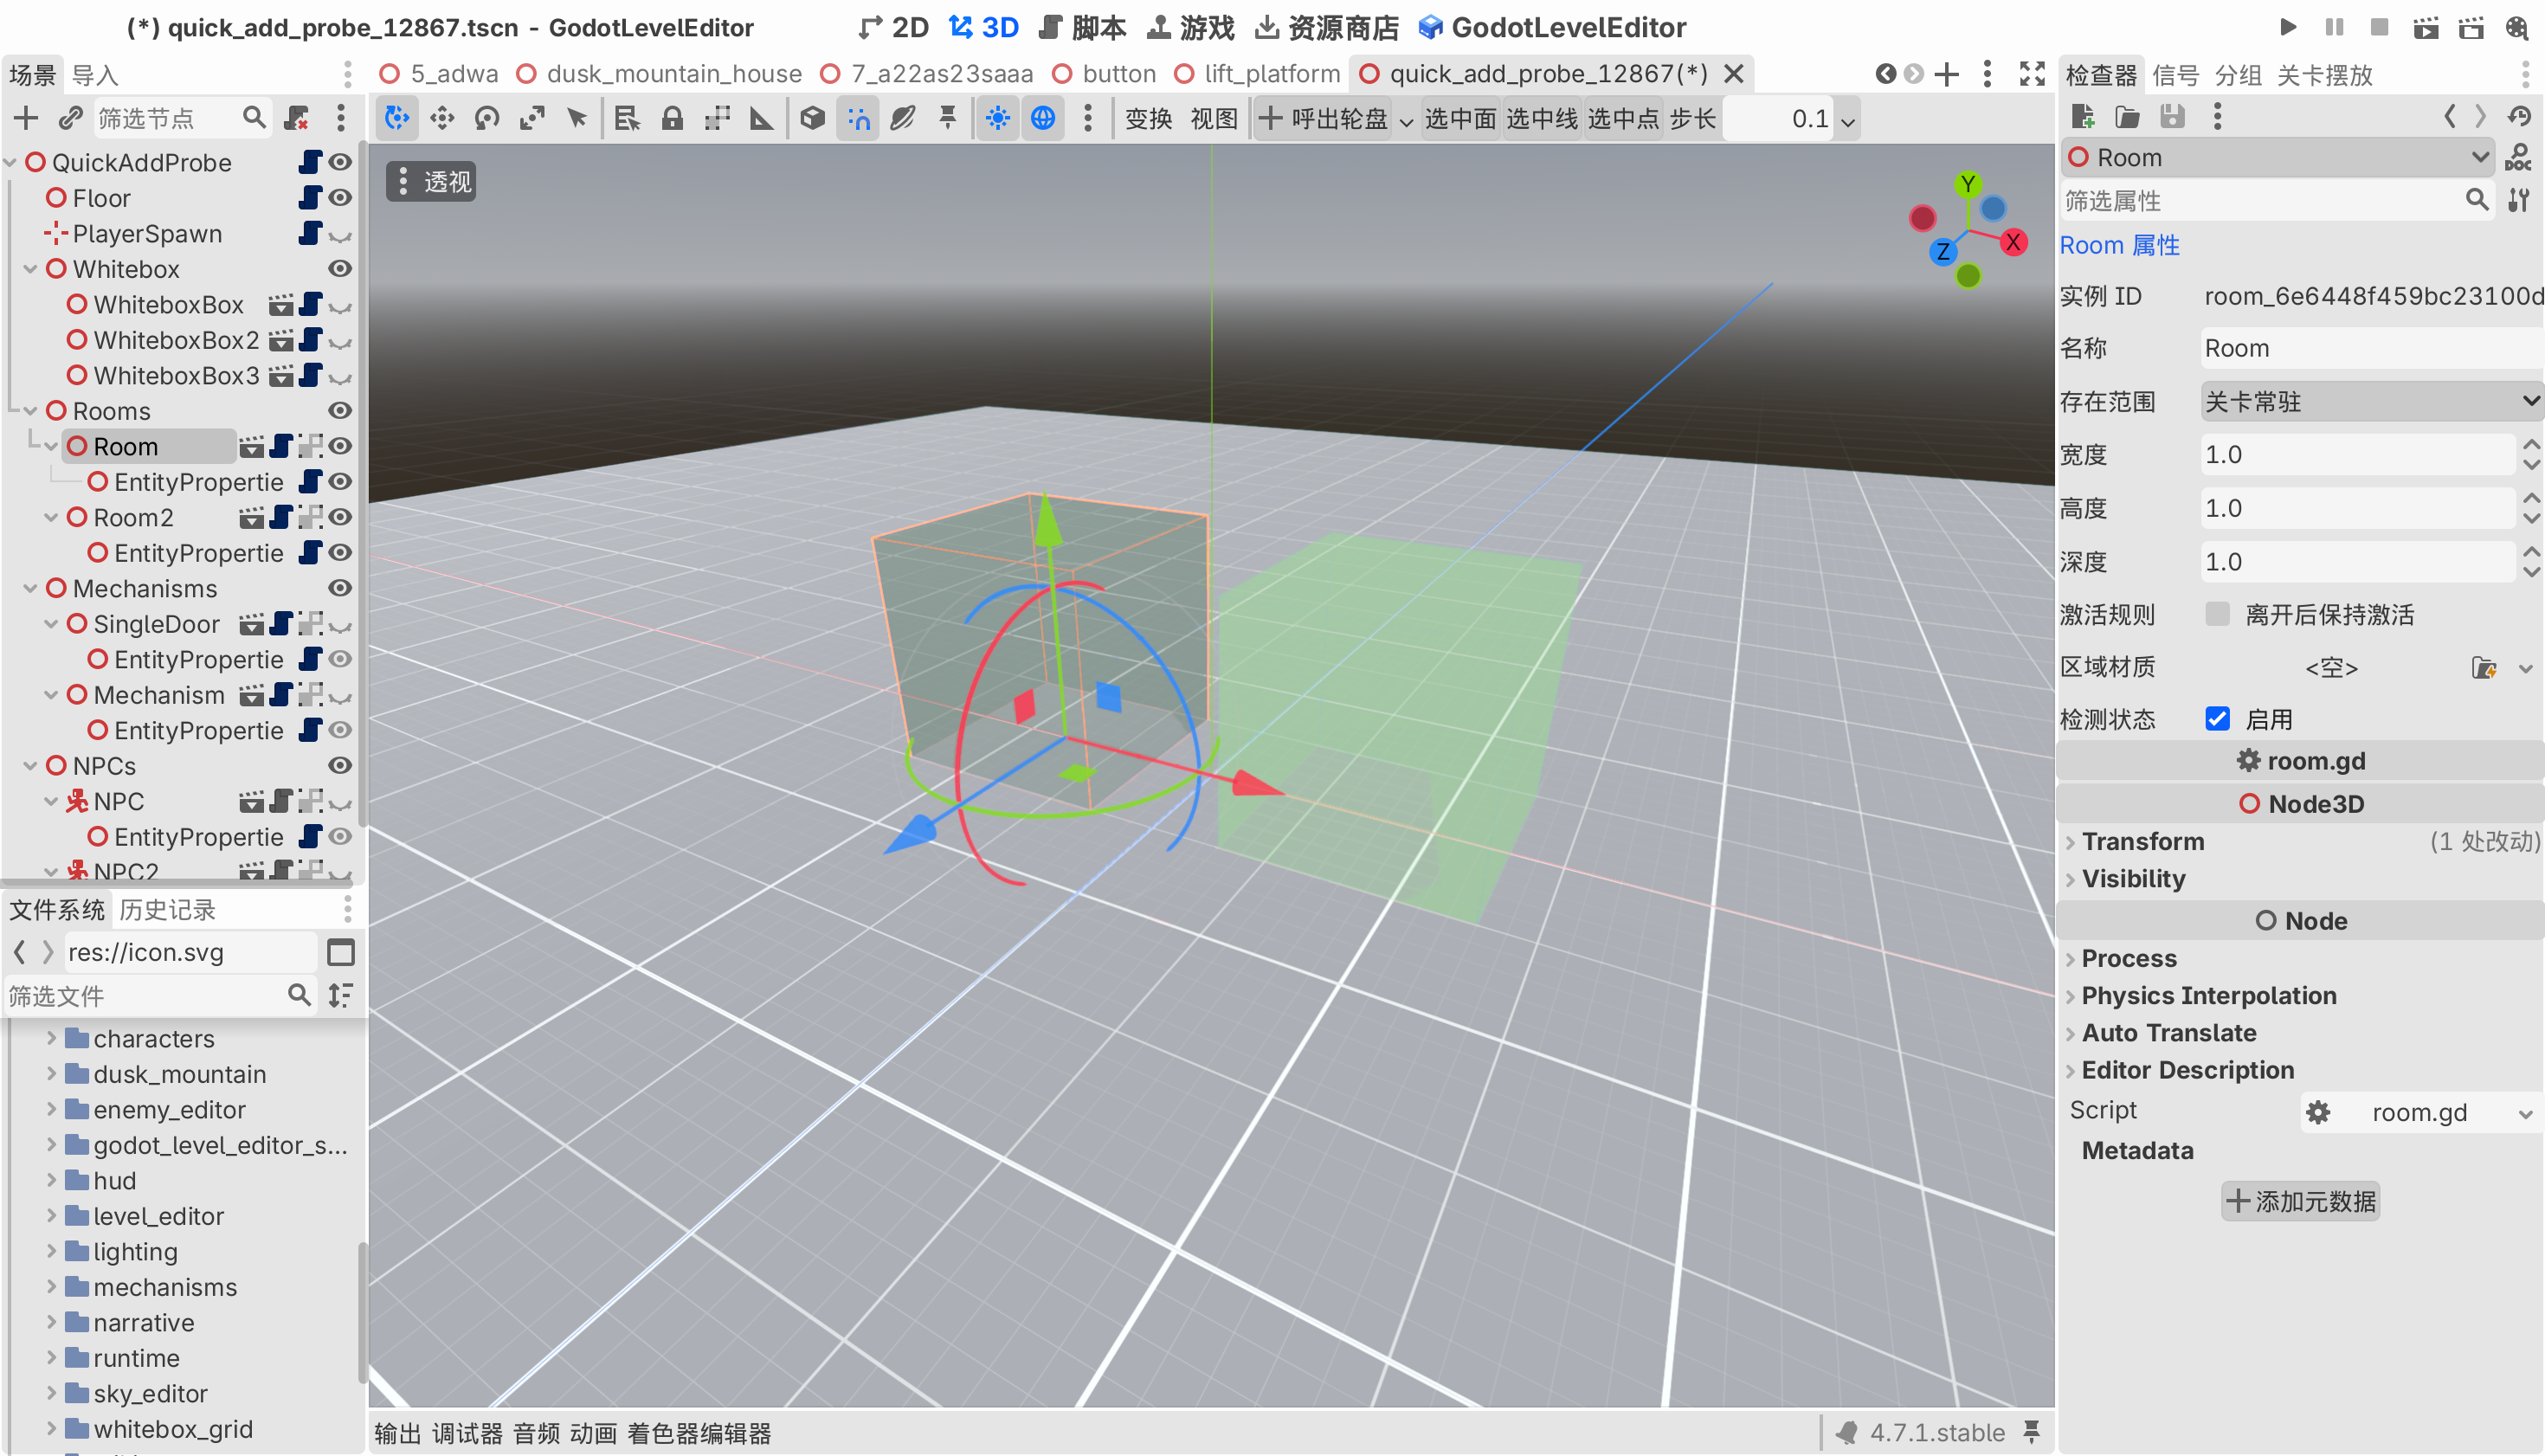 (*) quick_add_probe_12867.tscn - GodotLevelEditor
2D 3D 脚本 游戏 资源商店 GodotLevelEditor
场景 导入
筛选节点
QuickAddProbe
Floor
PlayerSpawn
Whitebox
WhiteboxBox
WhiteboxBox2
WhiteboxBox3
Rooms
Room
EntityPropertie
Room2
EntityPropertie
Mechanisms
SingleDoor
EntityPropertie
Mechanism
EntityPropertie
NPCs
NPC
EntityPropertie
NPC2
文件系统 历史记录
res://icon.svg
筛选文件
characters
dusk_mountain
enemy_editor
godot_level_editor_s...
hud
level_editor
lighting
mechanisms
narrative
runtime
sky_editor
whitebox_grid
5_adwa dusk_mountain_house 7_a22as23saaa button lift_platform quick_add_probe_12867(*)
变换 视图 呼出轮盘 选中面 选中线 选中点 步长 0.1
透视
Y
X
Z
输出 调试器 音频 动画 着色器编辑器
4.7.1.stable
检查器 信号 分组 关卡摆放
Room
DOC
筛选属性
Room 属性
实例 ID room_6e6448f459bc23100d
名称 Room
存在范围 关卡常驻
宽度 1.0
高度 1.0
深度 1.0
激活规则 离开后保持激活
区域材质 <空>
检测状态 启用
room.gd
Node3D
Transform (1 处改动)
Visibility
Node
Process
Physics Interpolation
Auto Translate
Editor Description
Script room.gd
Metadata
添加元数据